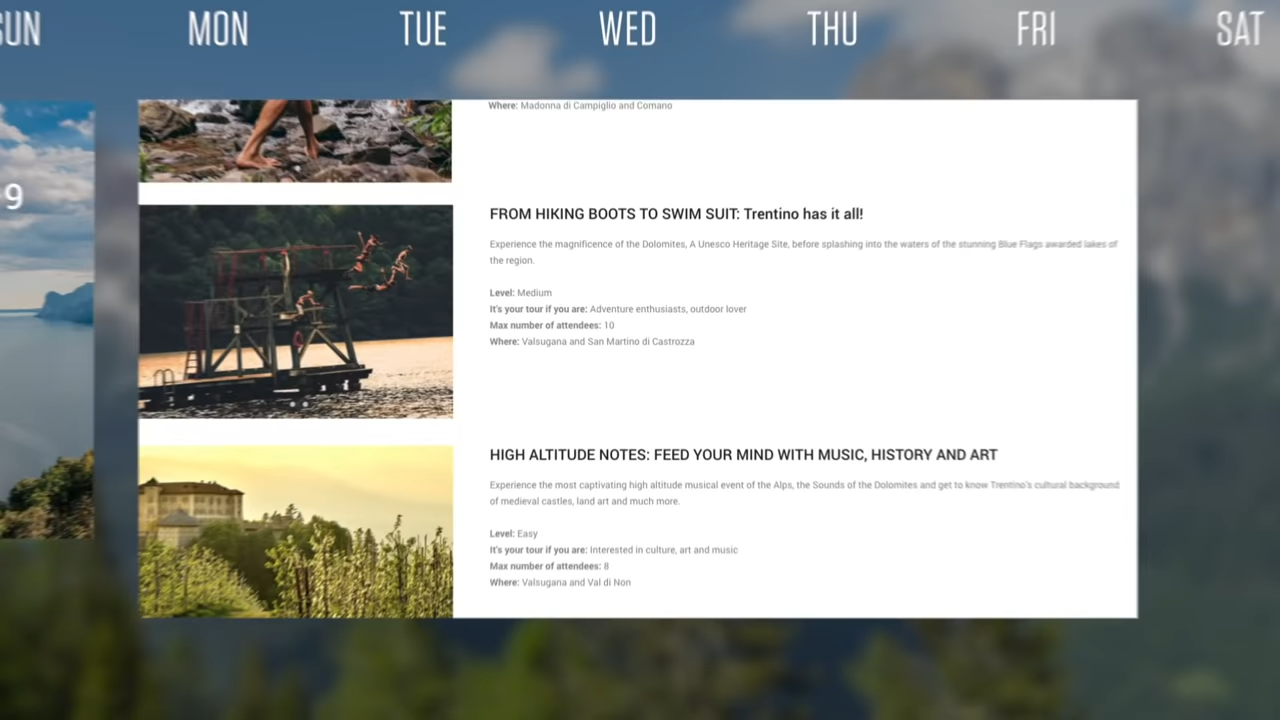 SUN MON TUE WED THU FRI SAT
9
Where: Madonna di Campiglio and Comano
FROM HIKING BOOTS TO SWIM SUIT: Trentino has it all!
Experience the magnificence of the Dolomites, A Unesco Heritage Site, before splashing into the waters of the stunning Blue Flags awarded lakes of
the region.
Level: Medium
It's your tour if you are: Adventure enthusiasts, outdoor lover
Max number of attendees: 10
Where: Valsugana and San Martino di Castrozza
HIGH ALTITUDE NOTES: FEED YOUR MIND WITH MUSIC, HISTORY AND ART
Experience the most captivating high altitude musical event of the Alps, the Sounds of the Dolomites and get to know Trentino's cultural background
of medieval castles, land art and much more.
Level: Easy
It's your tour if you are: Interested in culture, art and music
Max number of attendees: 8
Where: Valsugana and Val di Non